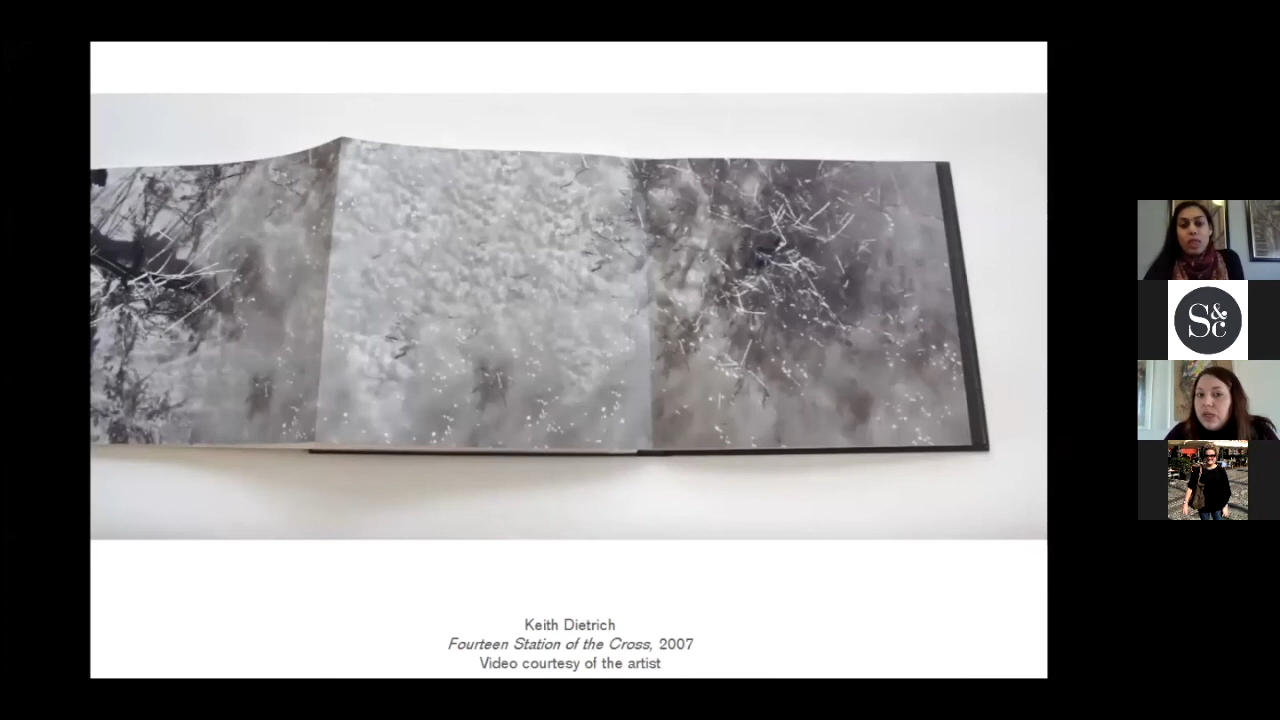 Keith Dietrich
Fourteen Station of the Cross, 2007
Video courtesy of the artist
S&c